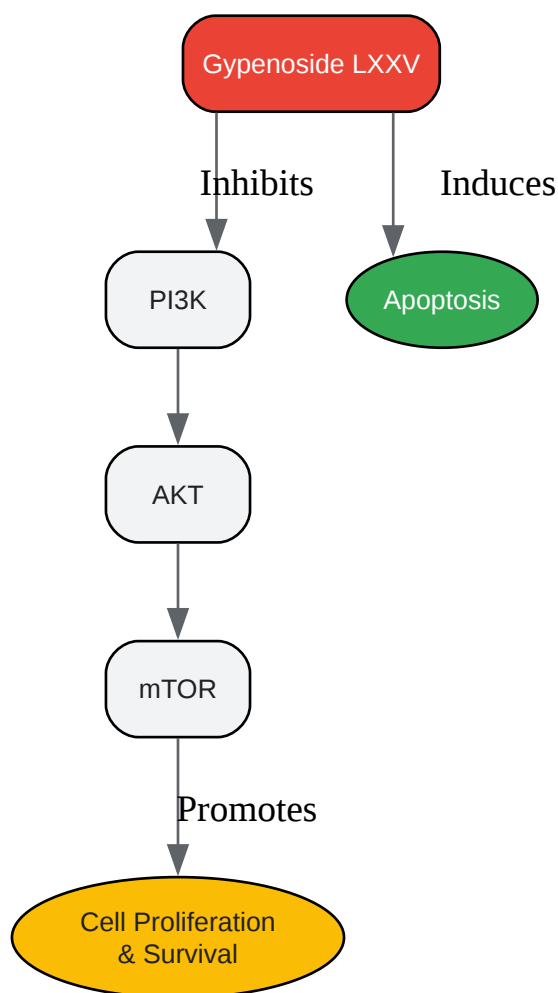 Gypenoside LXXV
Inhibits
Induces
PI3K
Apoptosis
AKT
mTOR
Promotes
Cell Proliferation
& Survival